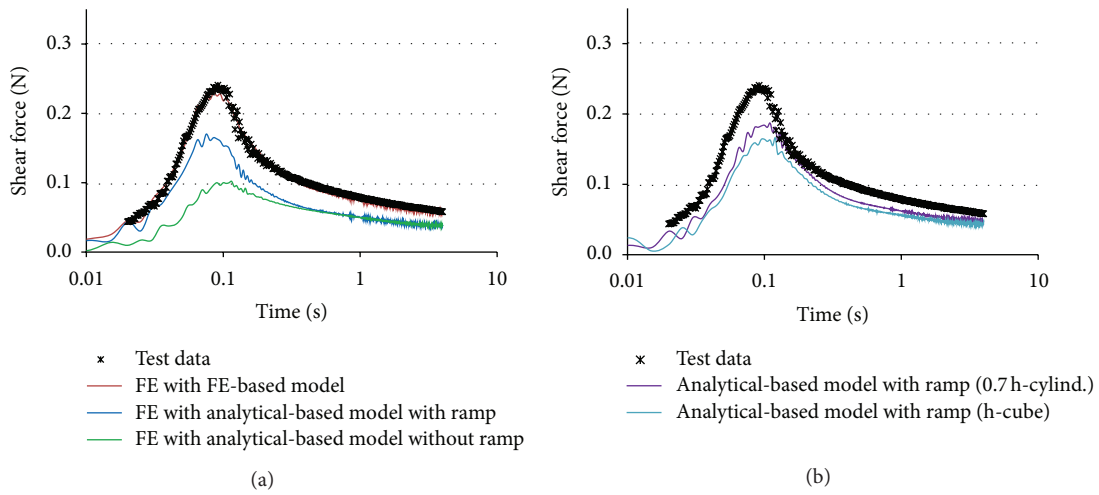 Shear force (N)
0.3
0.2
0.1
0.0
0.01
0.1
1
10
Time (s)
Test data
FE with FE-based model
FE with analytical-based model with ramp
FE with analytical-based model without ramp
(a)
Shear force (N)
0.3
0.2
0.1
0.0
0.01
0.1
1
10
Time (s)
Test data
Analytical-based model with ramp (0.7 h-cylind.)
Analytical-based model with ramp (h-cube)
(b)